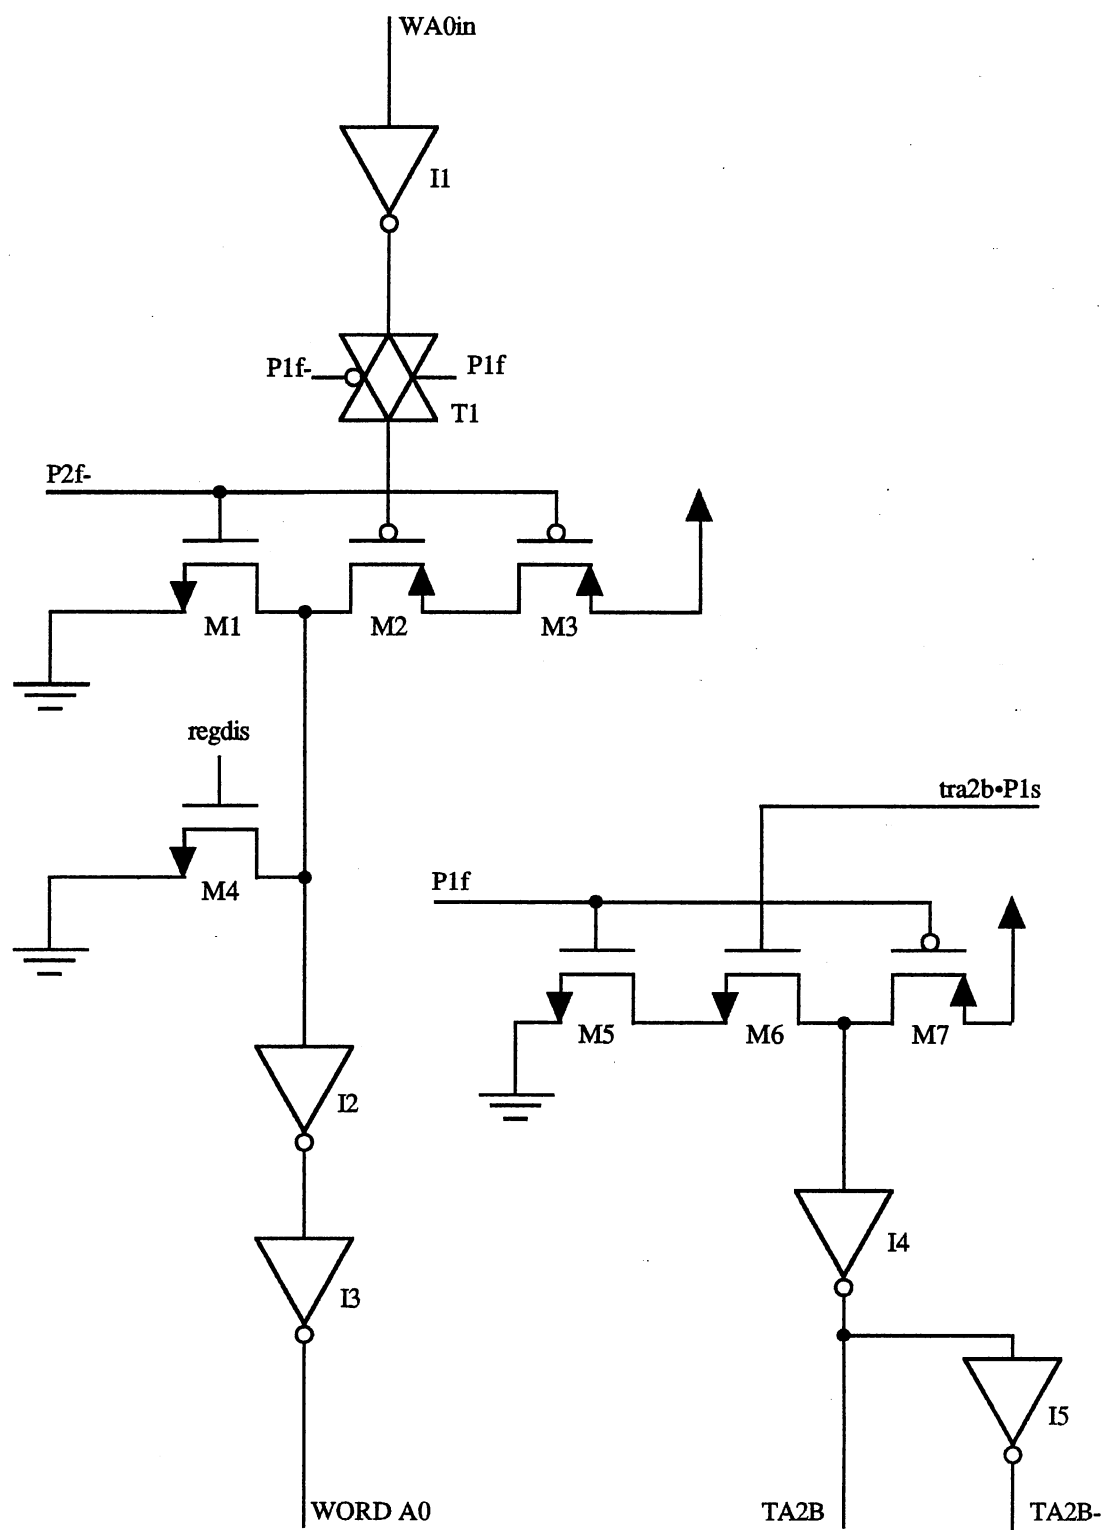 WA0in
I1
P1f-
P1f
T1
P2f-
M1
M2
M3
regdis
tra2b•P1s
M4
P1f
M5
M6
M7
I2
I4
I3
I5
WORD A0
TA2B
TA2B-